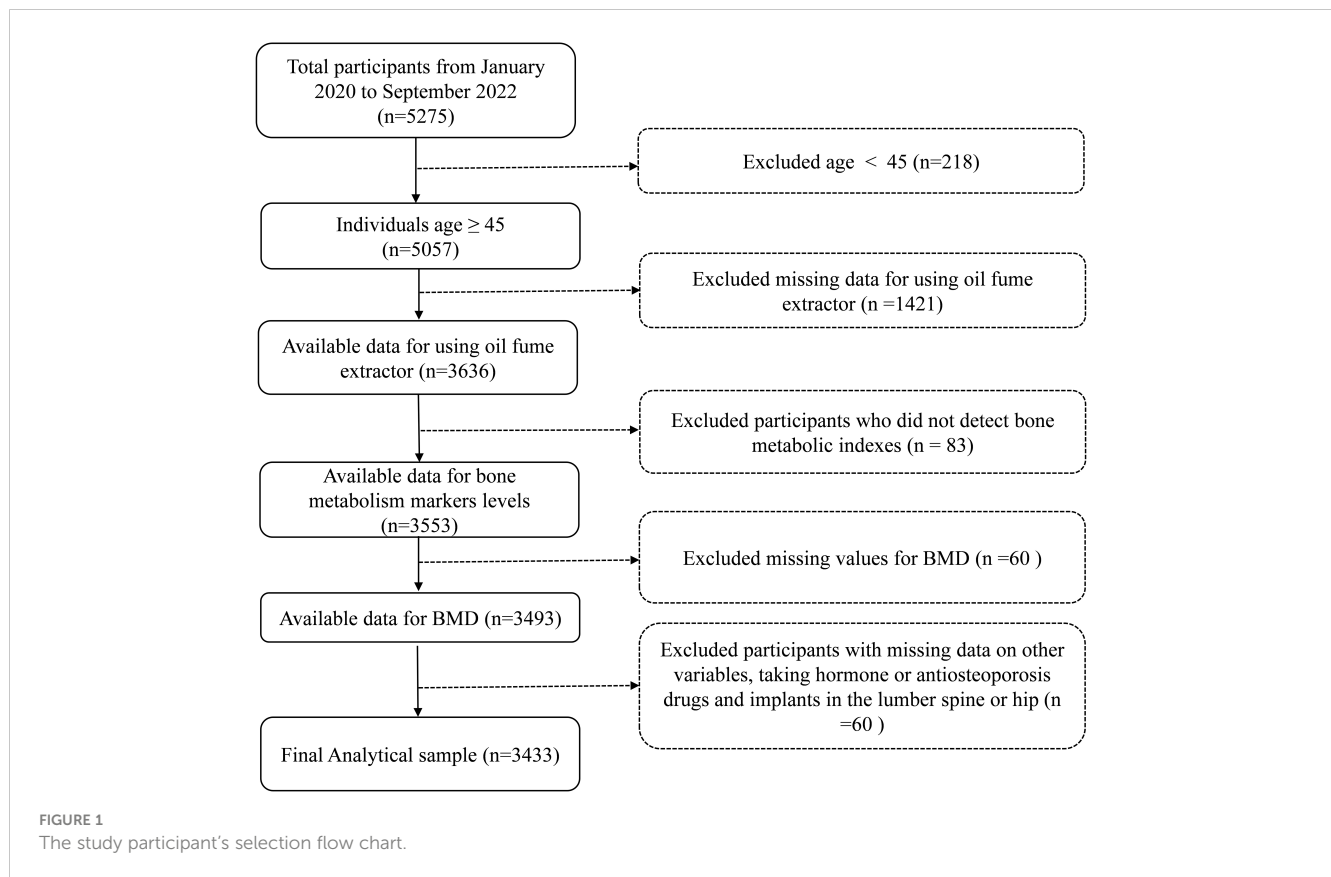 Total participants from January
2020 to September 2022
(n=5275)
Excluded age < 45 (n=218)
Individuals age ≥ 45
(n=5057)
Excluded missing data for using oil fume
extractor (n =1421)
Available data for using oil fume
extractor (n=3636)
Excluded participants who did not detect bone
metabolic indexes (n = 83)
Available data for bone
metabolism markers levels
(n=3553)
Excluded missing values for BMD (n =60 )
Available data for BMD (n=3493)
Excluded participants with missing data on other
variables, taking hormone or antiosteoporosis
drugs and implants in the lumber spine or hip (n
=60 )
Final Analytical sample (n=3433)
FIGURE 1
The study participant's selection flow chart.